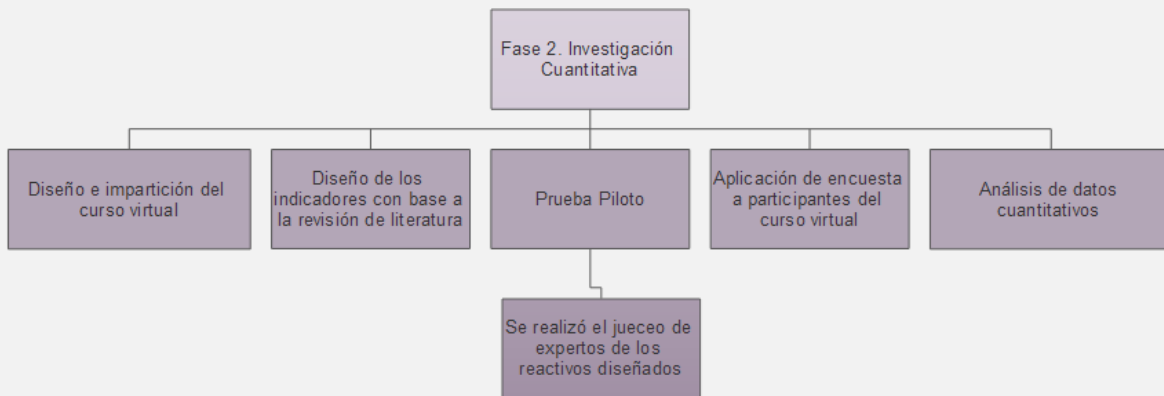 Fase 2. Investigación
Cuantitativa
Diseño e impartición del
curso virtual
Diseño de los
indicadores con base a
la revisión de literatura
Prueba Piloto
Aplicación de encuesta
a participantes del
curso virtual
Análisis de datos
cuantitativos
Se realizó el jueceo de
expertos de los
reactivos diseñados